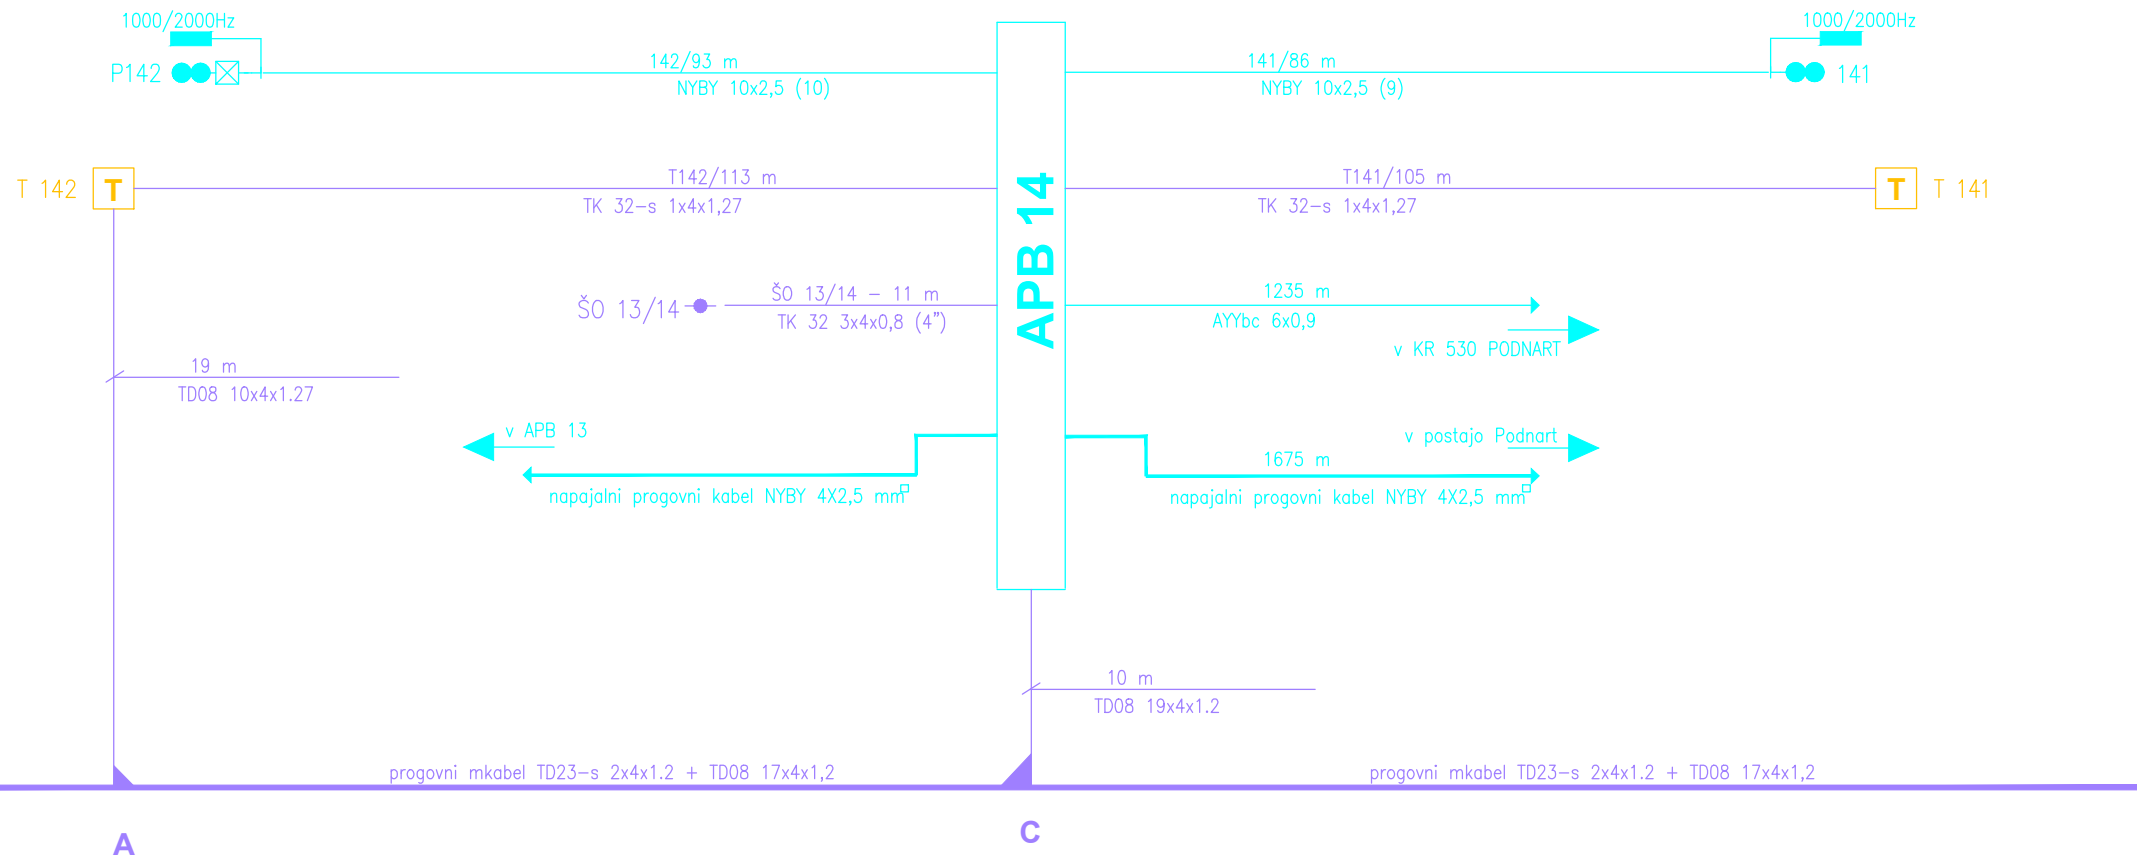 1000/2000Hz
1000/2000Hz
142/93 m
141/86 m
P142
141
NYBY 10x2,5 (10)
NYBY 10x2,5 (9)
T142/113 m
T141/105 m
T 142
T
T
T 141
TK 32-s 1x4x1,27
TK 32-s 1x4x1,27
APB 14
ŠO 13/14
ŠO 13/14 - 11 m
1235 m
TK 32 3x4x0,8 (4")
AYYbc 6x0,9
v KR 530 PODNART
19 m
TD08 10x4x1.27
v APB 13
v postajo Podnart
1675 m
napajalni progovni kabel NYBY 4X2,5 mm□
napajalni progovni kabel NYBY 4X2,5 mm□
10 m
TD08 19x4x1.2
progovni mkabel TD23-s 2x4x1.2 + TD08 17x4x1,2
progovni mkabel TD23-s 2x4x1.2 + TD08 17x4x1,2
A
C